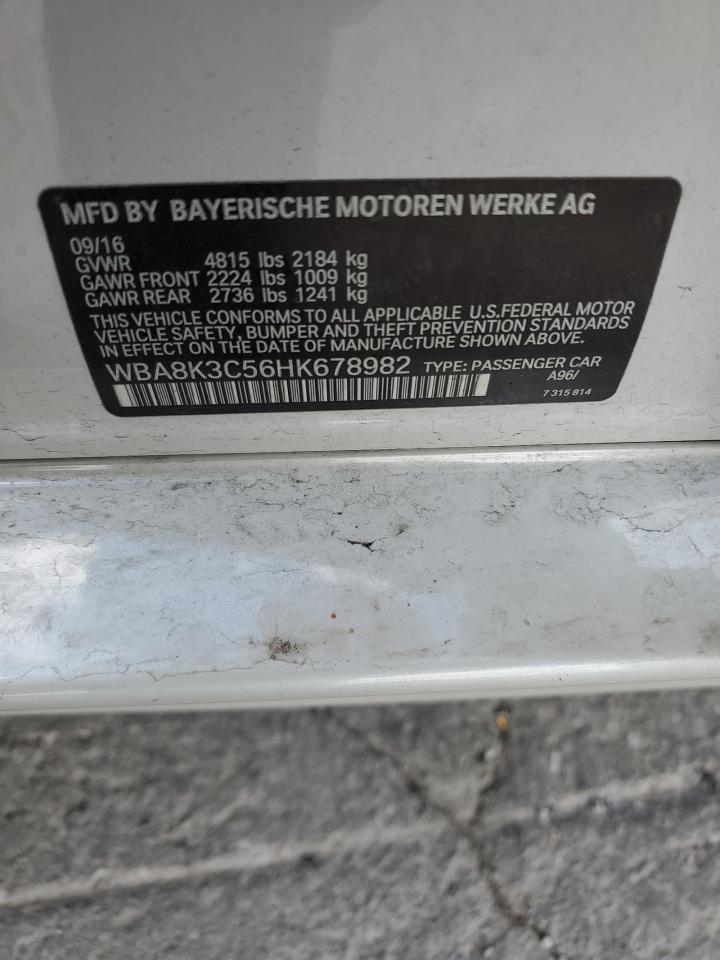 MFD BY BAYERISCHE MOTOREN WERKE AG
09/16
GVWR 4815 lbs 2184 kg
GAWR FRONT 2224 lbs 1009 kg
GAWR REAR 2736 lbs 1241 kg
THIS VEHICLE CONFORMS TO ALL APPLICABLE U.S.FEDERAL MOTOR
VEHICLE SAFETY, BUMPER AND THEFT PREVENTION STANDARDS
IN EFFECT ON THE DATE OF MANUFACTURE SHOWN ABOVE.
WBA8K3C56HK678982 TYPE: PASSENGER CAR
A96/
7 315 814